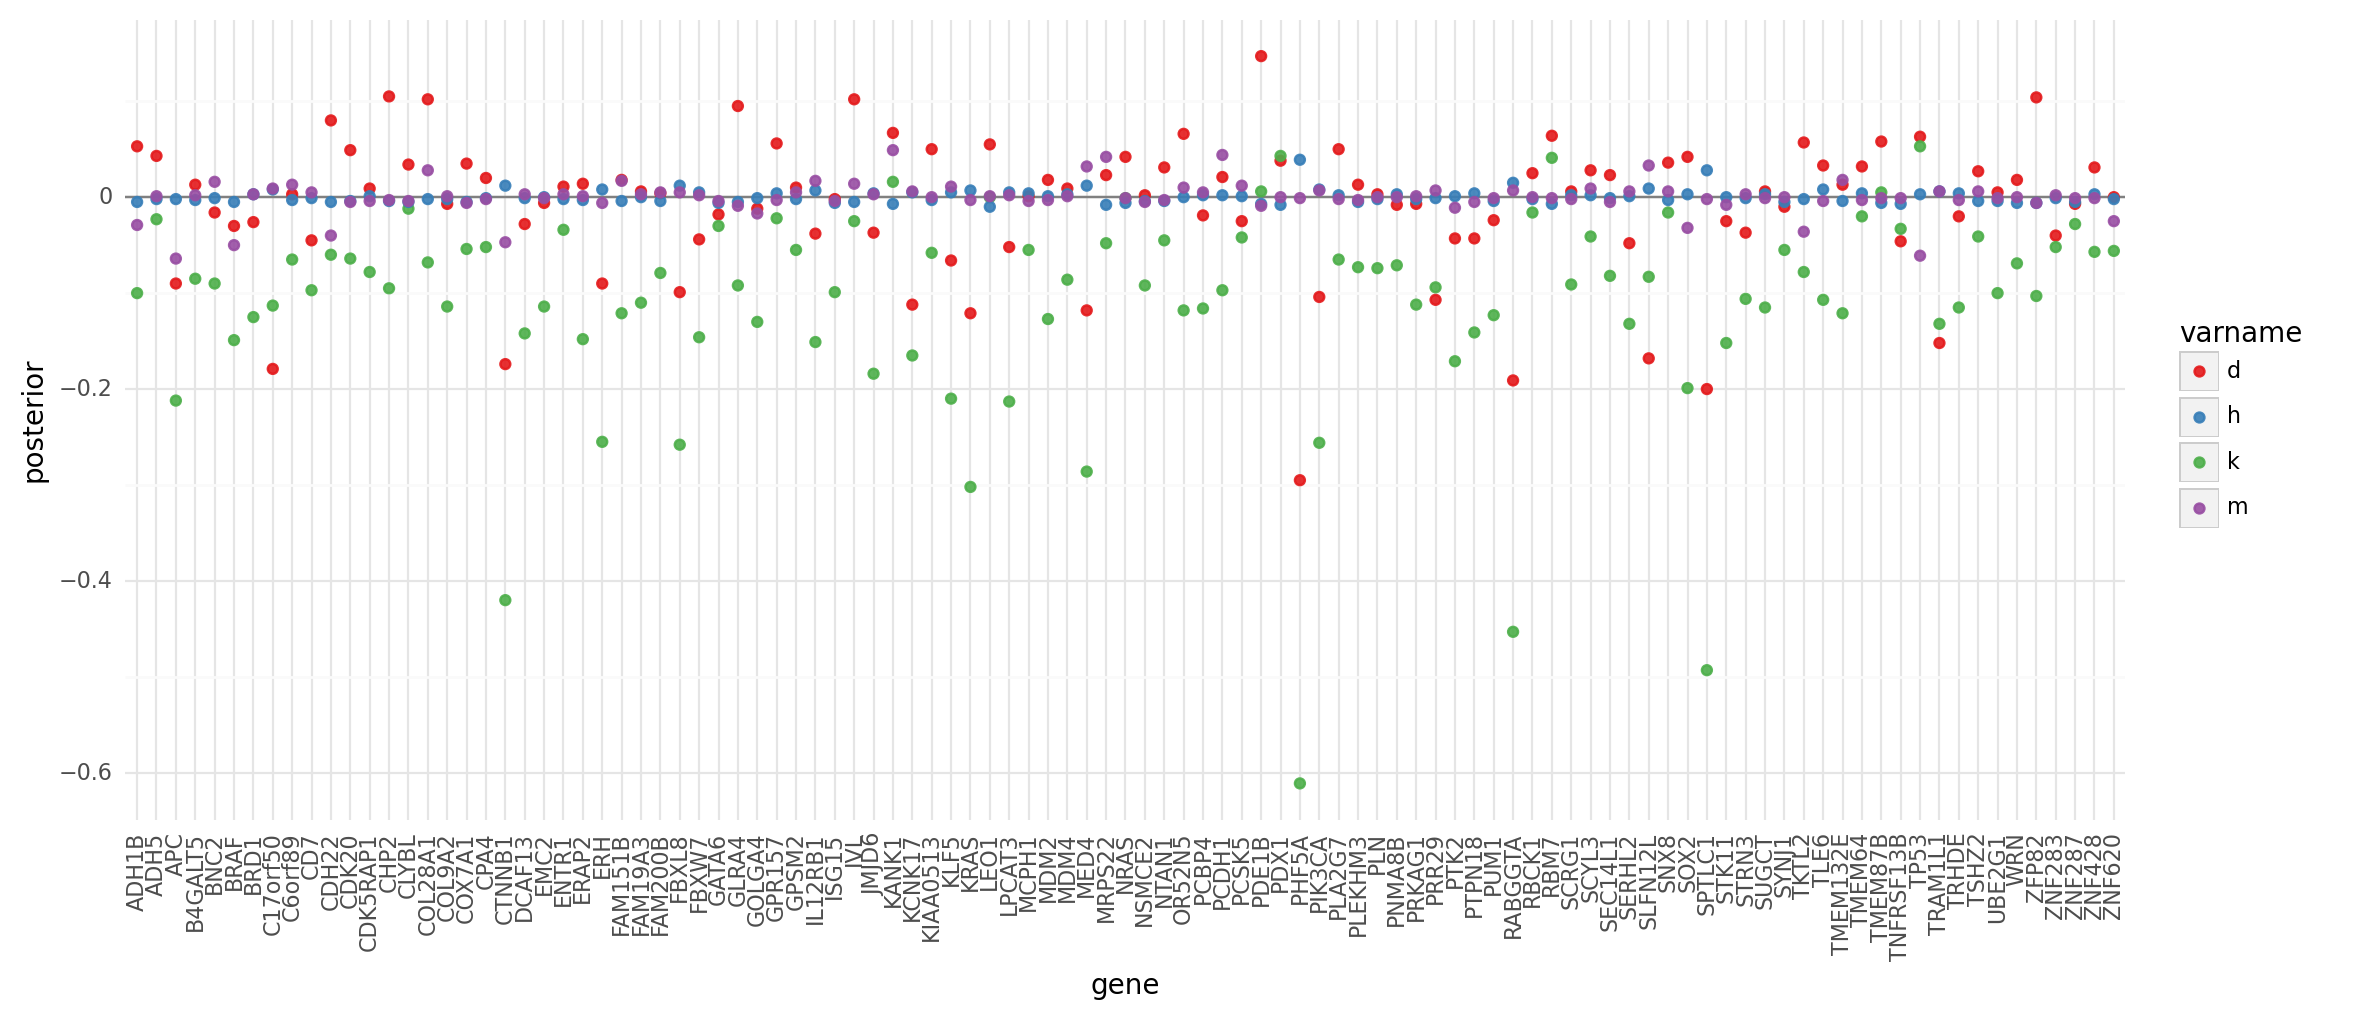 posterior
0
−0.2
−0.4
−0.6
ADH1B
ADH5
APC
B4GALT5
BNC2
BRAF
BRD1
C17orf50
C6orf89
CD7
CDH22
CDK20
CDK5RAP1
CHP2
CLYBL
COL28A1
COL9A2
COX7A1
CPA4
CTNNB1
DCAF13
EMC2
ENTR1
ERAP2
ERH
FAM151B
FAM19A3
FAM200B
FBXL8
FBXW7
GATA6
GLRA4
GOLGA4
GPR157
GPSM2
IL12RB1
ISG15
IVL
JMJD6
KANK1
KCNK17
KIAA0513
KLF5
KRAS
LEO1
LPCAT3
MCPH1
MDM2
MDM4
MED4
MRPS22
NRAS
NSMCE2
NTAN1
OR52N5
PCBP4
PCDH1
PCSK5
PDE1B
PDX1
PHF5A
PIK3CA
PLA2G7
PLEKHM3
PLN
PNMA8B
PRKAG1
PRR29
PTK2
PTPN18
PUM1
RABGGTA
RBCK1
RBM7
SCRG1
SCYL3
SEC14L1
SERHL2
SLFN12L
SNX8
SOX2
SPTLC1
STK11
STRN3
SUGCT
SYNJ1
TKTL2
TLE6
TMEM132E
TMEM64
TMEM87B
TNFRSF13B
TP53
TRAM1L1
TRHDE
TSHZ2
UBE2G1
WRN
ZFP82
ZNF283
ZNF287
ZNF428
ZNF620
gene
varname
d
h
k
m